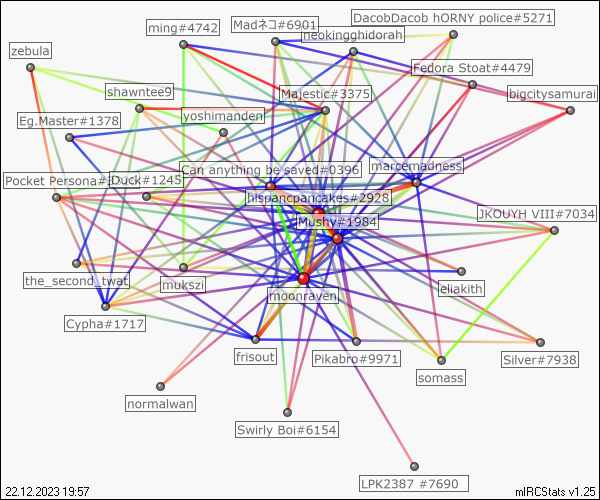 DacobDacob hORNY police#5271
Madネコ#6901
ming#4742
neokingghidorah
zebula
Fedora Stoat#4479
shawntee9
Majestic#3375
bigcitysamurai
yoshimanden
Eg.Master#1378
Can anything be saved#0396
marcemadness
Pocket Persona#
Duck#1245
hispancpancakes#2928
JKOUYH VIII#7034
Mushy#1984
the_second_twat
mukszi
eliakith
moonraven
Cypha#1717
frisout
Pikabro#9971
Silver#7938
somass
normalwan
Swirly Boi#6154
LPK2387 #7690
22.12.2023 19:57
mIRCStats v1.25